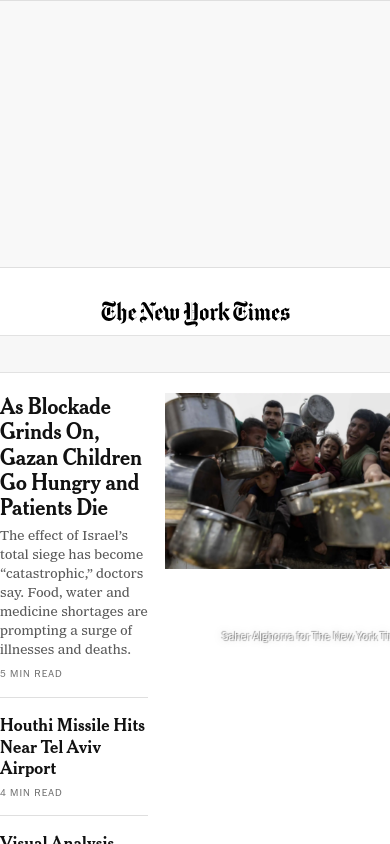 The New York Times
As Blockade
Grinds On,
Gazan Children
Go Hungry and
Patients Die
The effect of Israel’s
total siege has become
“catastrophic,” doctors
say. Food, water and
medicine shortages are
prompting a surge of
illnesses and deaths.
5 MIN READ
Saher Alghorra for The New York
Houthi Missile Hits
Near Tel Aviv
Airport
4 MIN READ
Visual Analysis